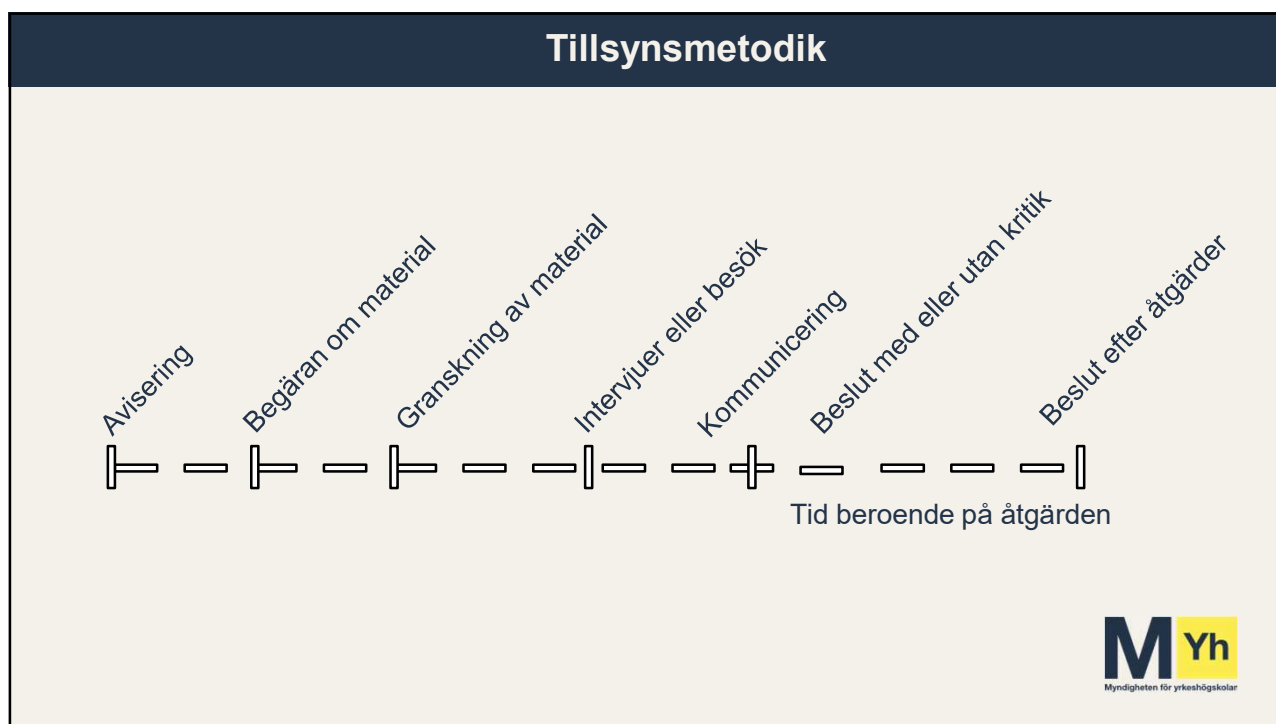 Tillsynsmetodik
Avisering
Begäran om material
Granskning av material
Intervjuer eller besök
Kommunicering
Beslut med eller utan kritik
Beslut efter åtgärder
Tid beroende på åtgärden
M Yh
Myndigheten för yrkeshögskolan